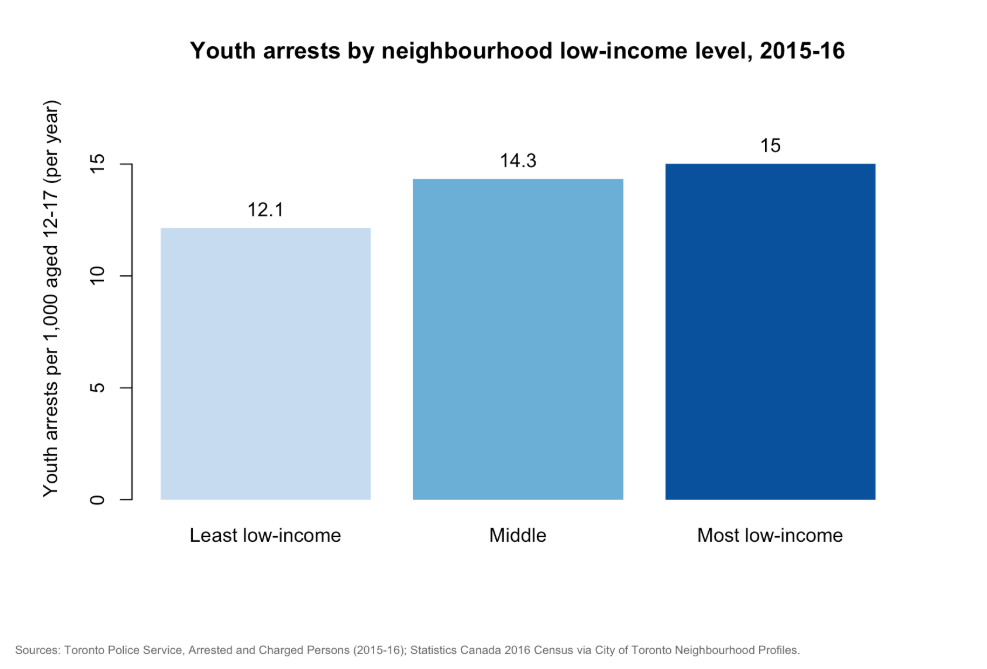 Youth arrests by neighbourhood low-income level, 2015-16
Youth arrests per 1,000 aged 12-17 (per year)
15
10
5
0
12.1
14.3
15
Least low-income
Middle
Most low-income
Sources: Toronto Police Service, Arrested and Charged Persons (2015-16); Statistics Canada 2016 Census via City of Toronto Neighbourhood Profiles.